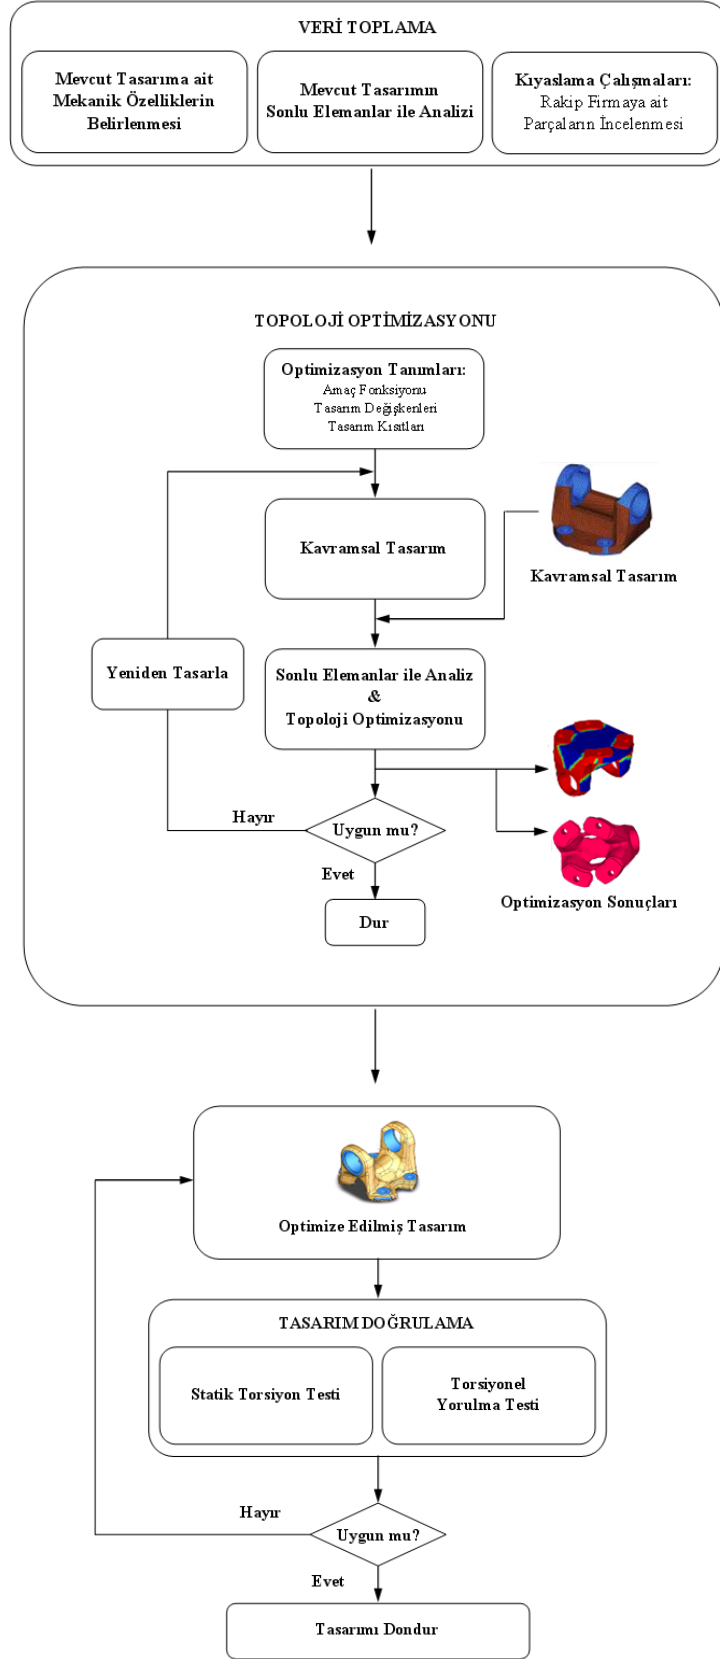 VERİ TOPLAMA
Mevcut Tasarıma ait
Mekanik Özelliklerin
Belirlenmesi
Mevcut Tasarımın
Sonlu Elemanlar ile Analizi
Kıyaslama Çalışmaları:
Rakip Firmaya ait
Parçaların İncelenmesi
TOPOLOJİ OPTİMİZASYONU
Optimizasyon Tanımları:
Amaç Fonksiyonu
Tasarım Değişkenleri
Tasarım Kısıtları
Kavramsal Tasarım
Kavramsal Tasarım
Yeniden Tasarla
Sonlu Elemanlar ile Analiz
&
Topoloji Optimizasyonu
Hayır
Uygun mu?
Evet
Dur
Optimizasyon Sonuçları
Optimize Edilmiş Tasarım
TASARIM DOĞRULAMA
Statik Torsiyon Testi
Torsiyonel
Yorulma Testi
Hayır
Uygun mu?
Evet
Tasarımı Dondur